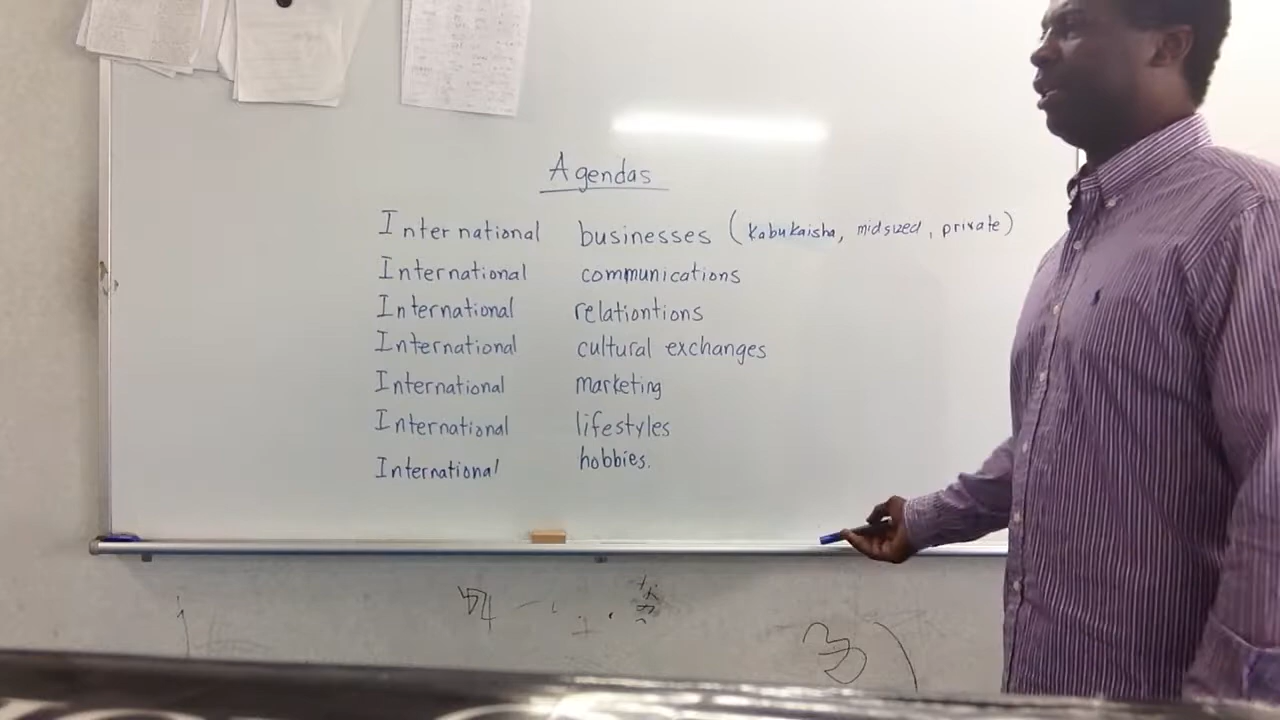 Agendas
International businesses (kabukaisha, midsized, private)
International communications
International relationtions
International cultural exchanges
International marketing
International lifestyles
International hobbies.